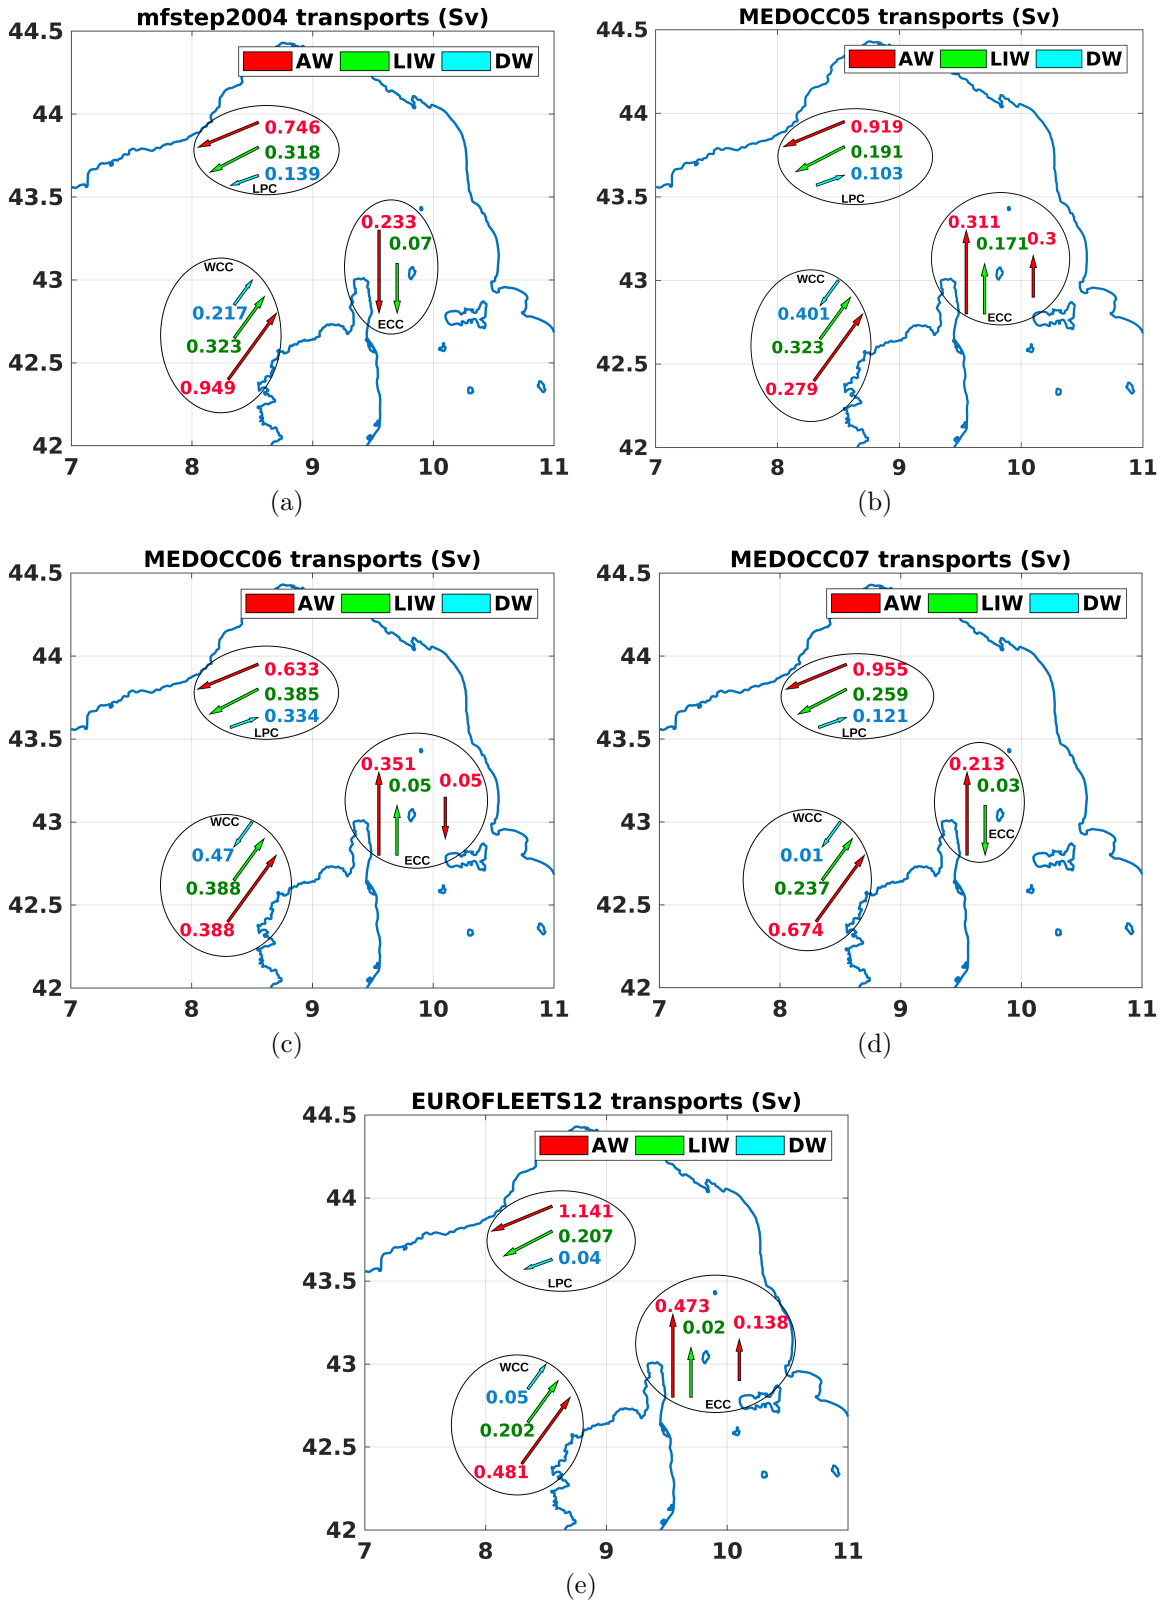 mfstep2004 transports (Sv)
AW LIW DW
44.5
44
43.5
43
42.5
42
0.746
0.318
0.139
LPC
0.233
0.07
ECC
WCC
0.217
0.323
0.949
7 8 9 10 11
(a)
MEDOCC05 transports (Sv)
AW LIW DW
44.5
44
43.5
43
42.5
42
0.919
0.191
0.103
LPC
0.311
0.171
0.3
ECC
WCC
0.401
0.323
0.279
7 8 9 10 11
(b)
MEDOCC06 transports (Sv)
AW LIW DW
44.5
44
43.5
43
42.5
42
0.633
0.385
0.334
LPC
0.351
0.05
0.05
ECC
WCC
0.47
0.388
0.388
7 8 9 10 11
(c)
MEDOCC07 transports (Sv)
AW LIW DW
44.5
44
43.5
43
42.5
42
0.955
0.259
0.121
LPC
0.213
0.03
ECC
WCC
0.01
0.237
0.674
7 8 9 10 11
(d)
EUROFLEETS12 transports (Sv)
AW LIW DW
44.5
44
43.5
43
42.5
42
1.141
0.207
0.04
LPC
0.473
0.02
0.138
ECC
WCC
0.05
0.202
0.481
7 8 9 10 11
(e)